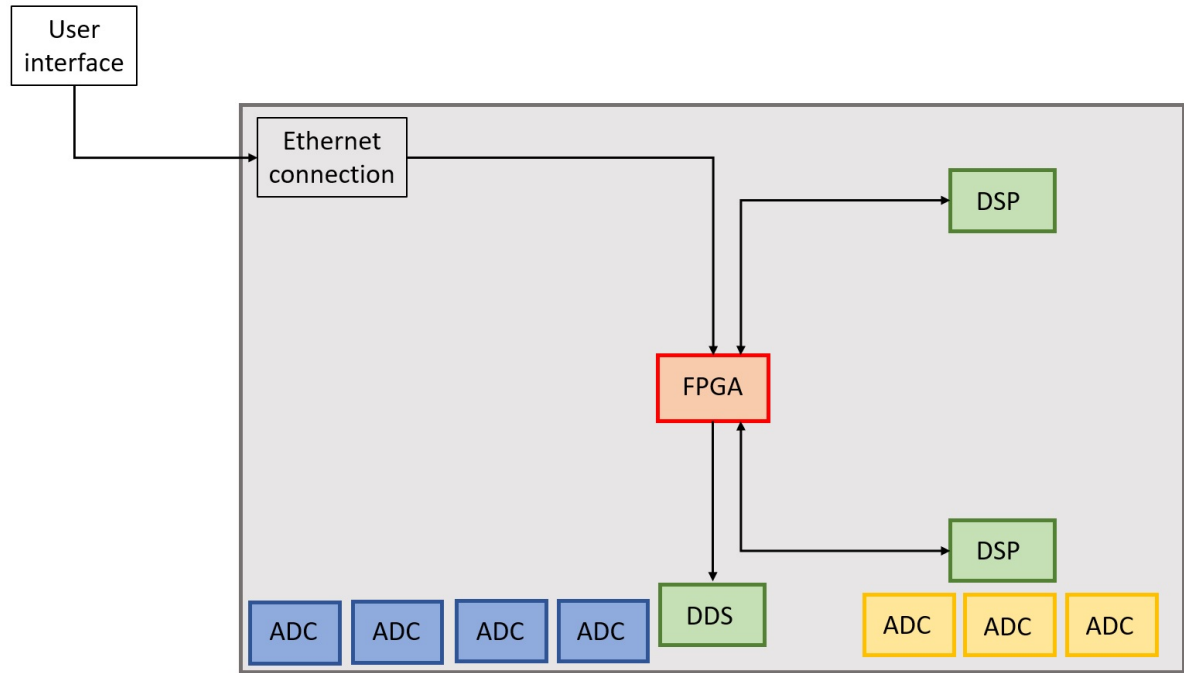 User
interface
Ethernet
connection
DSP
FPGA
DSP
DDS
ADC
ADC
ADC
ADC
ADC
ADC
ADC